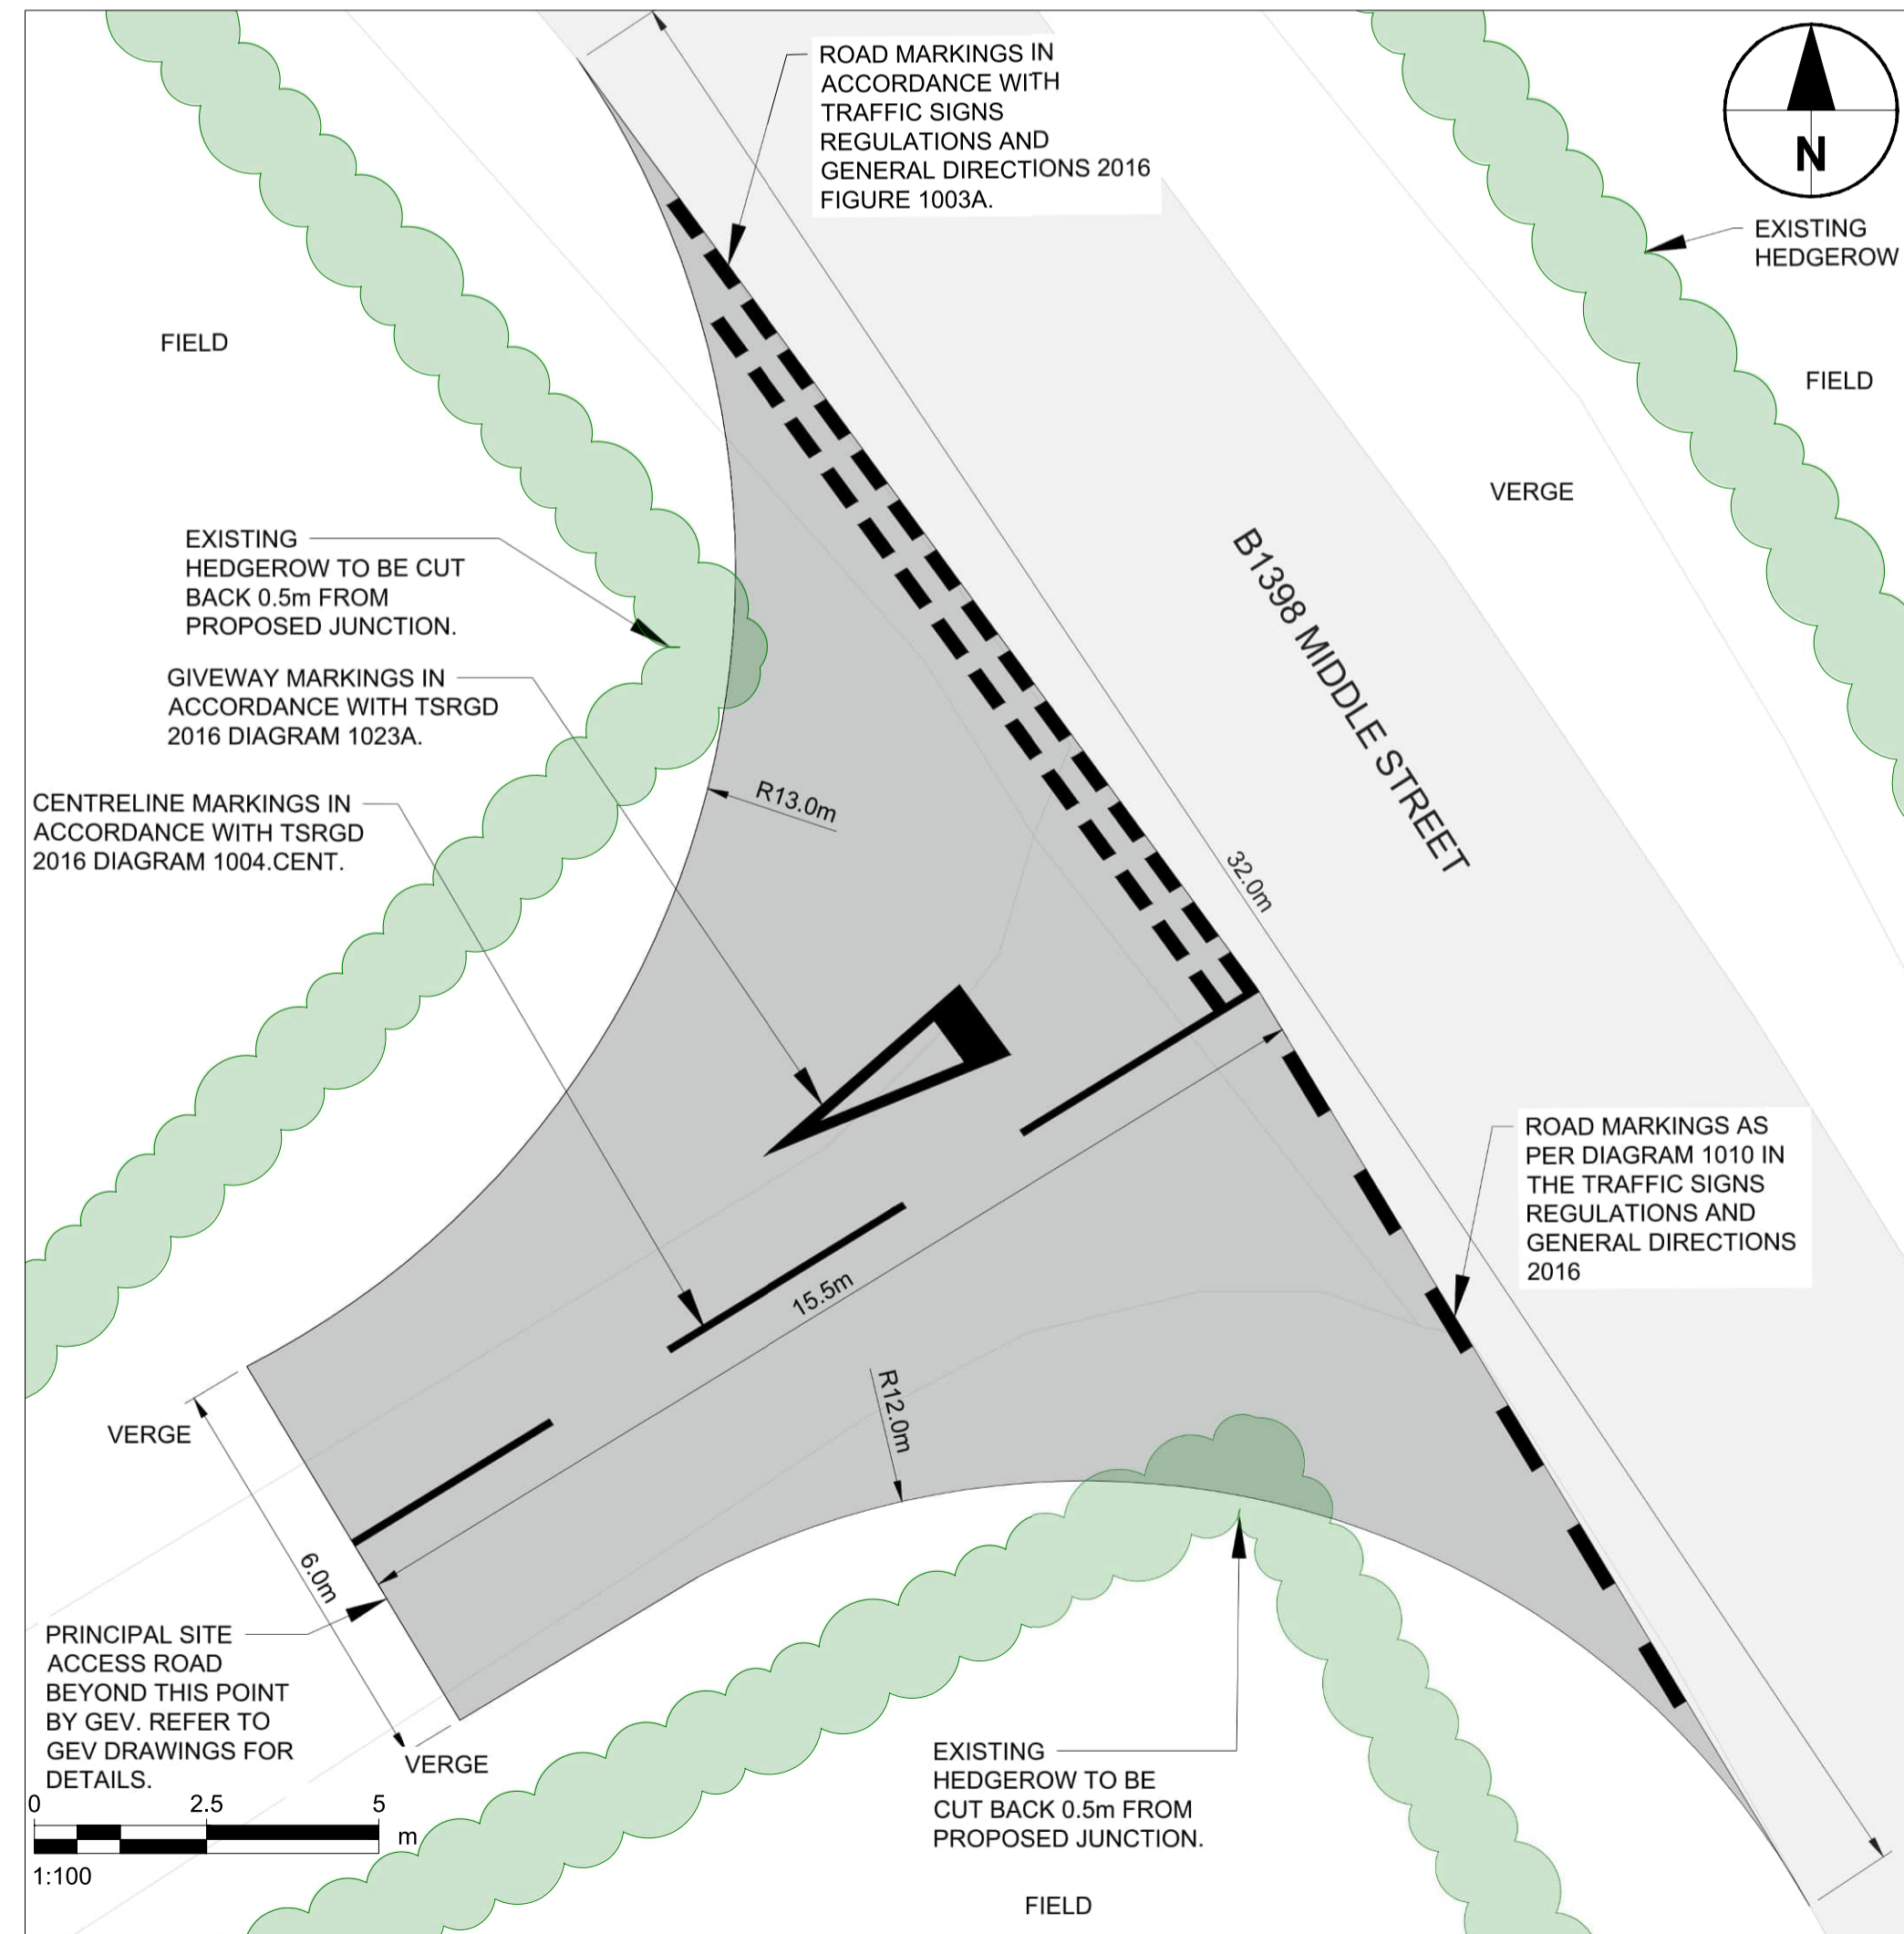 ROAD MARKINGS IN
ACCORDANCE WITH
TRAFFIC SIGNS
REGULATIONS AND
GENERAL DIRECTIONS 2016
FIGURE 1003A.
N
EXISTING
HEDGEROW
FIELD
FIELD
VERGE
B1398 MIDDLE STREET
EXISTING
HEDGEROW TO BE CUT
BACK 0.5m FROM
PROPOSED JUNCTION.
GIVEWAY MARKINGS IN
ACCORDANCE WITH TSRGD
2016 DIAGRAM 1023A.
CENTRELINE MARKINGS IN
ACCORDANCE WITH TSRGD
2016 DIAGRAM 1004.CENT.
R13.0m
32.0m
ROAD MARKINGS AS
PER DIAGRAM 1010 IN
THE TRAFFIC SIGNS
REGULATIONS AND
GENERAL DIRECTIONS
2016
15.5m
R12.0m
VERGE
6.0m
PRINCIPAL SITE
ACCESS ROAD
BEYOND THIS POINT
BY GEV. REFER TO
GEV DRAWINGS FOR
DETAILS.
VERGE
EXISTING
HEDGEROW TO BE
CUT BACK 0.5m FROM
PROPOSED JUNCTION.
0 2.5 5
m
1:100
FIELD